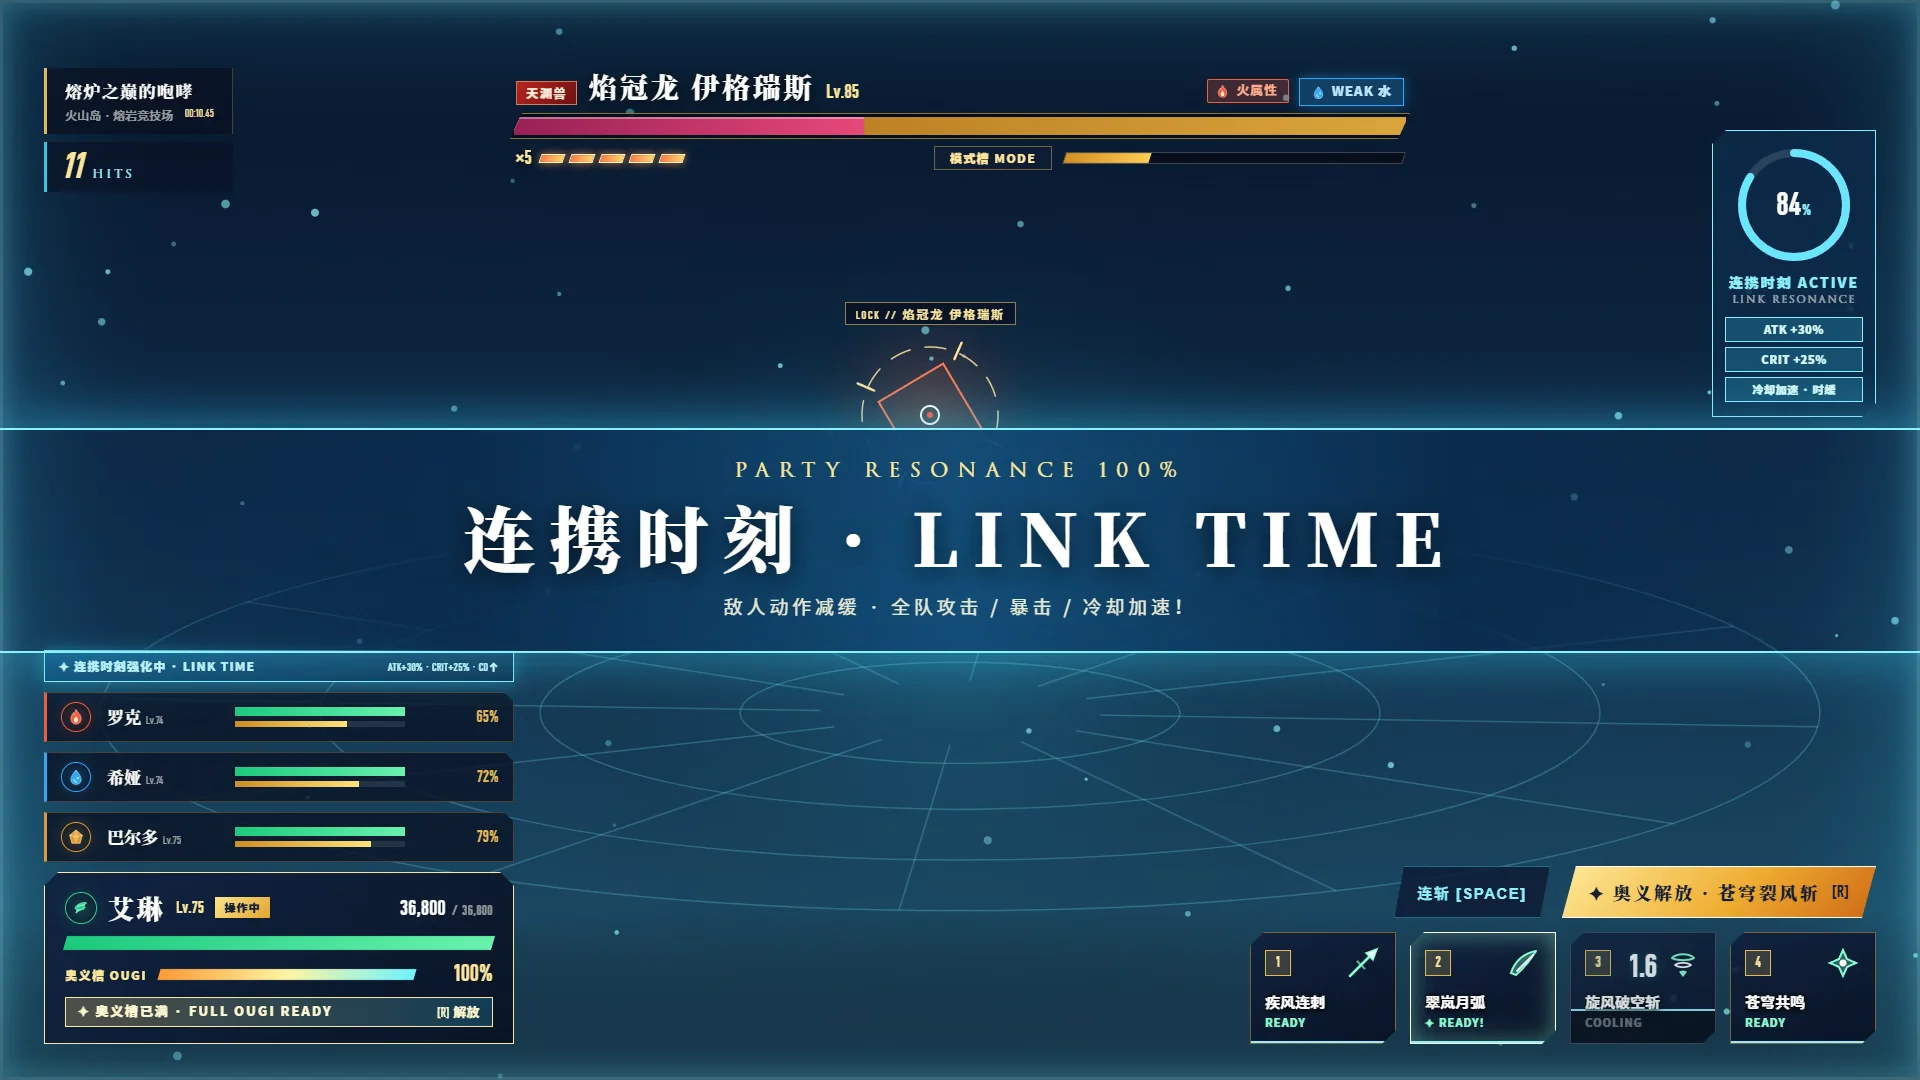 熔炉之巅的咆哮
火山岛 · 熔岩竞技场 00:10.45
11 HITS
天渊兽 焰冠龙 伊格瑞斯 Lv.85
火属性 WEAK 水
×5
模式槽 MODE
84%
连携时刻 ACTIVE
LINK RESONANCE
ATK +30%
CRIT +25%
冷却加速 · 时缓
LOCK // 焰冠龙 伊格瑞斯
PARTY RESONANCE 100%
连携时刻 · LINK TIME
敌人动作减缓 · 全队攻击 / 暴击 / 冷却加速!
✦ 连携时刻强化中 · LINK TIME ATK+30% · CRIT+25% · CD↑
罗克 Lv.74 65%
希娅 Lv.74 72%
巴尔多 Lv.75 79%
艾琳 Lv.75 操作中 36,800 / 36,800
奥义槽 OUGI 100%
✦ 奥义槽已满 · FULL OUGI READY [R] 解放
连斩 [SPACE]
✦ 奥义解放 · 苍穹裂风斩 [R]
1
疾风连刺
READY
2
翠岚月弧
✦ READY!
3 1.6
旋风破空斩
COOLING
4
苍穹共鸣
READY